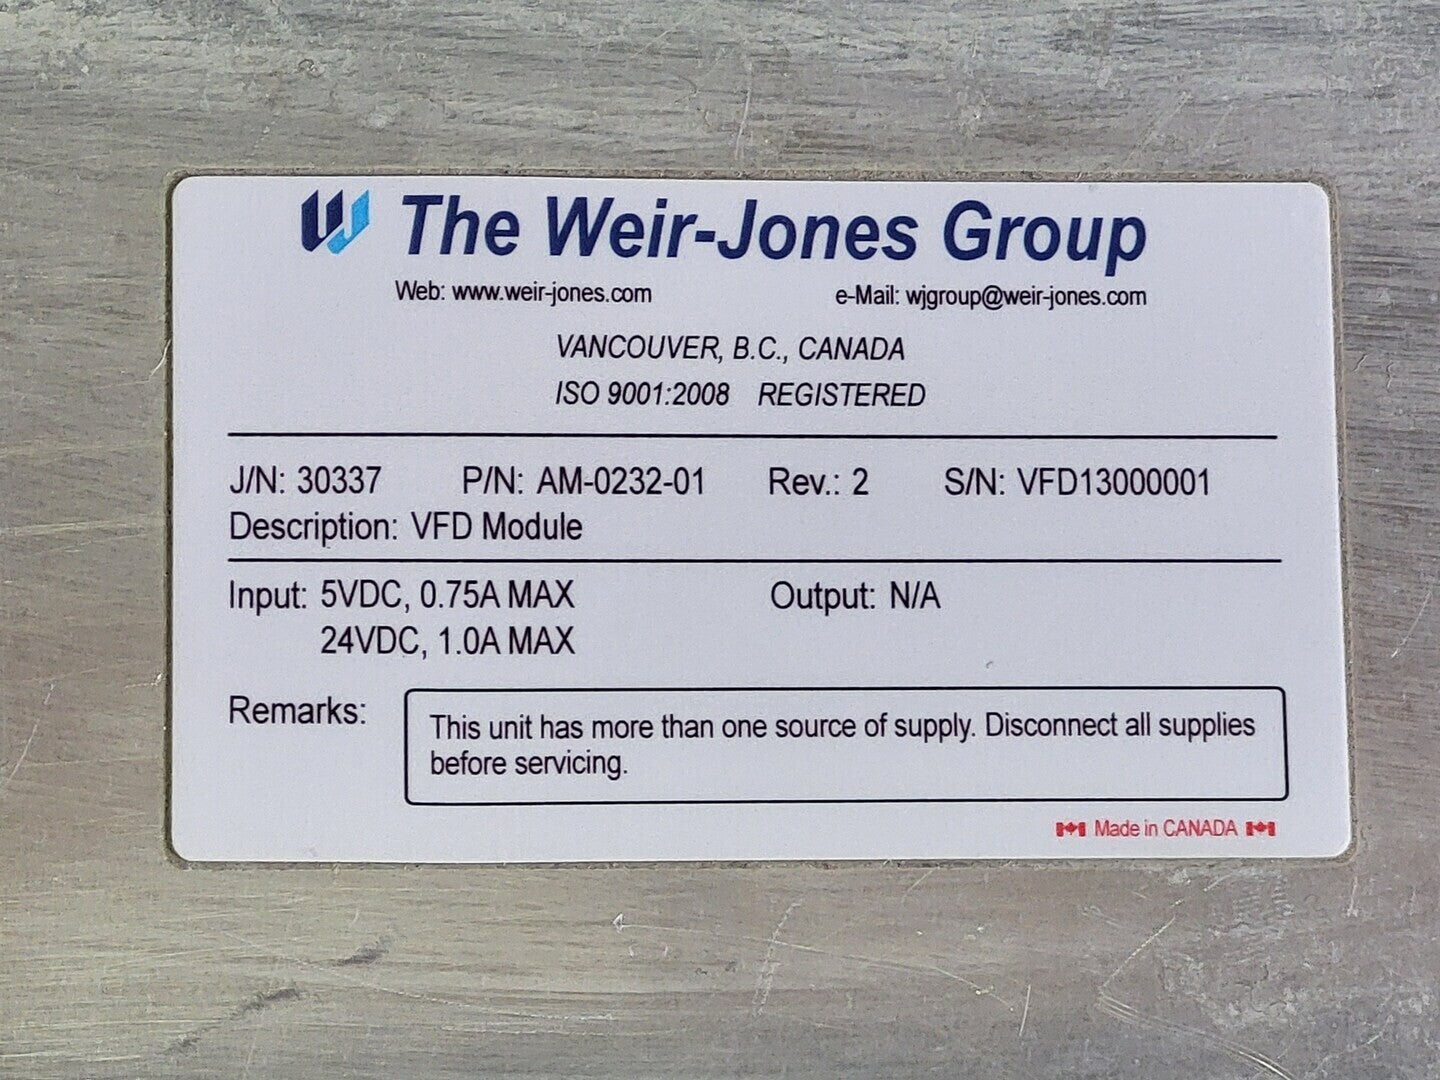 The Weir-Jones Group
Web: www.weir-jones.com e-Mail: wjgroup@weir-jones.com
VANCOUVER, B.C., CANADA
ISO 9001:2008 REGISTERED
J/N: 30337 P/N: AM-0232-01 Rev.: 2 S/N: VFD13000001
Description: VFD Module
Input: 5VDC, 0.75A MAX Output: N/A
24VDC, 1.0A MAX
Remarks: This unit has more than one source of supply. Disconnect all supplies
before servicing.
Made in CANADA